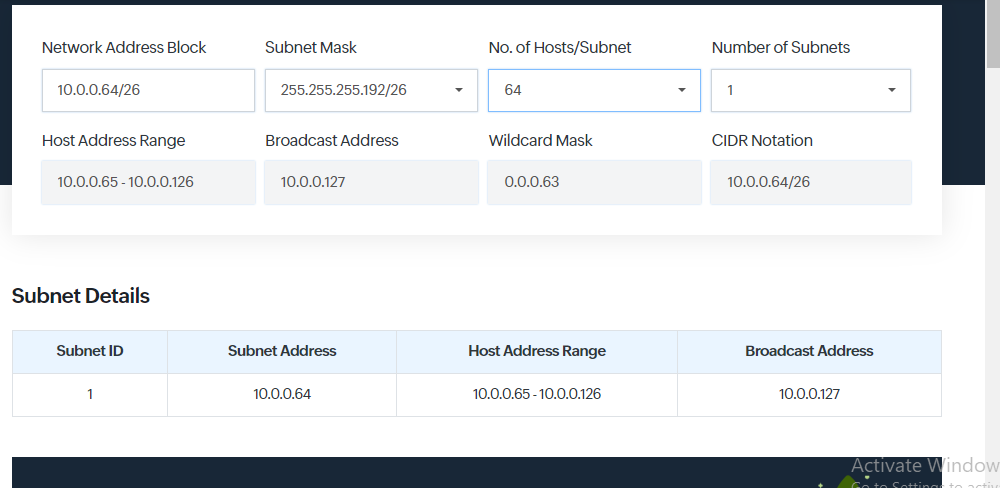 Network Address Block Subnet Mask No. of Hosts/Subnet Number of Subnets
10.0.0.64/26 255.255.255.192/26 64 1
Host Address Range Broadcast Address Wildcard Mask CIDR Notation
10.0.0.65 - 10.0.0.126 10.0.0.127 0.0.0.63 10.0.0.64/26
Subnet Details
Subnet ID Subnet Address Host Address Range Broadcast Address
1 10.0.0.64 10.0.0.65 - 10.0.0.126 10.0.0.127
Activate Window
Go to Settings to activ